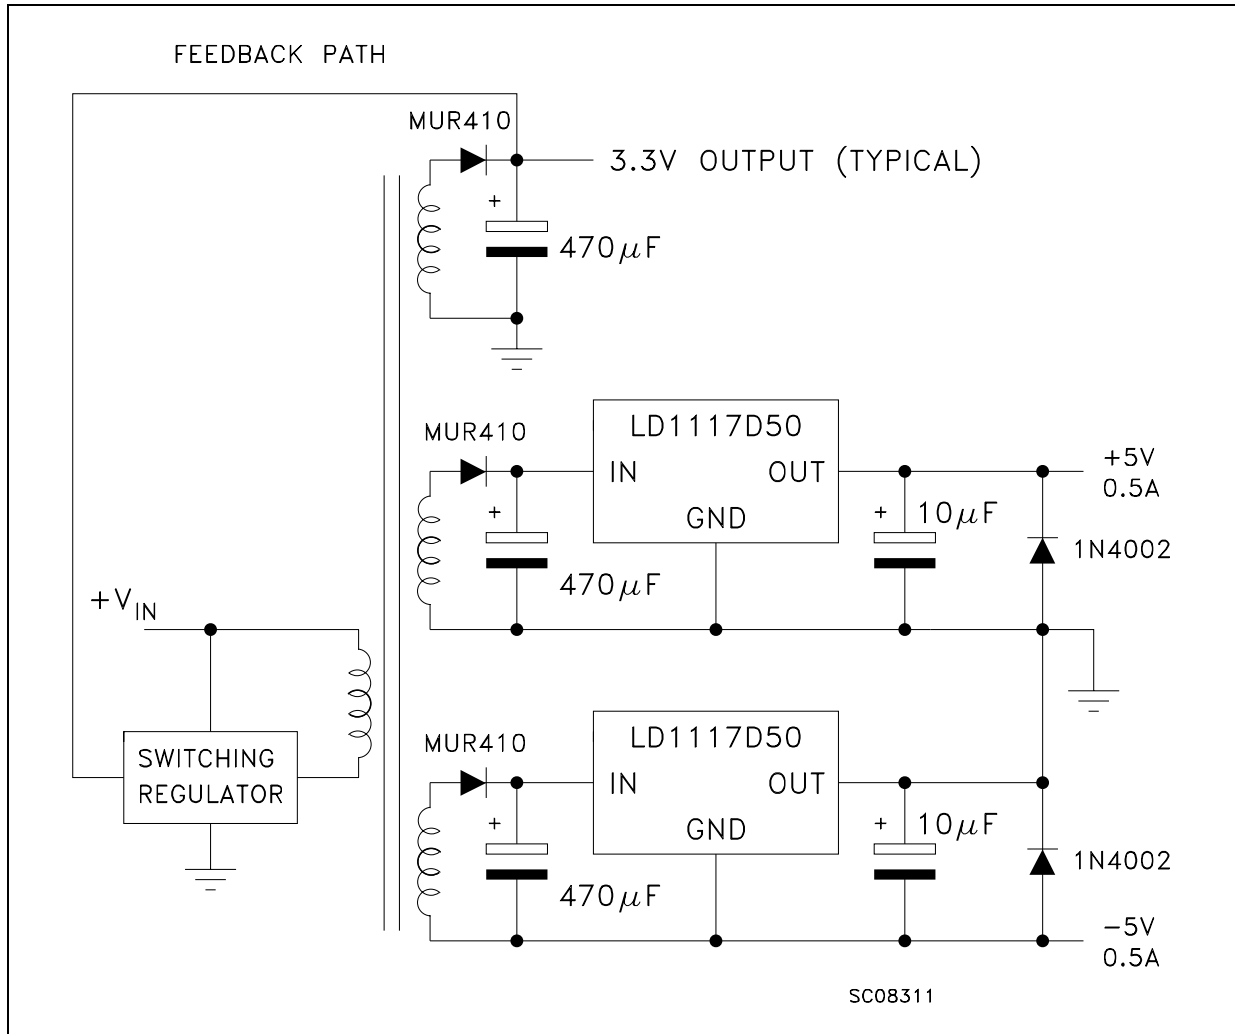 FEEDBACK PATH
MUR410
3.3V OUTPUT (TYPICAL)
+
470μF
MUR410
LD1117D50
IN
OUT
GND
+
470μF
+
10μF
+5V
0.5A
1N4002
+VIN
SWITCHING
REGULATOR
MUR410
LD1117D50
IN
OUT
GND
+
470μF
+
10μF
1N4002
-5V
0.5A
SC08311